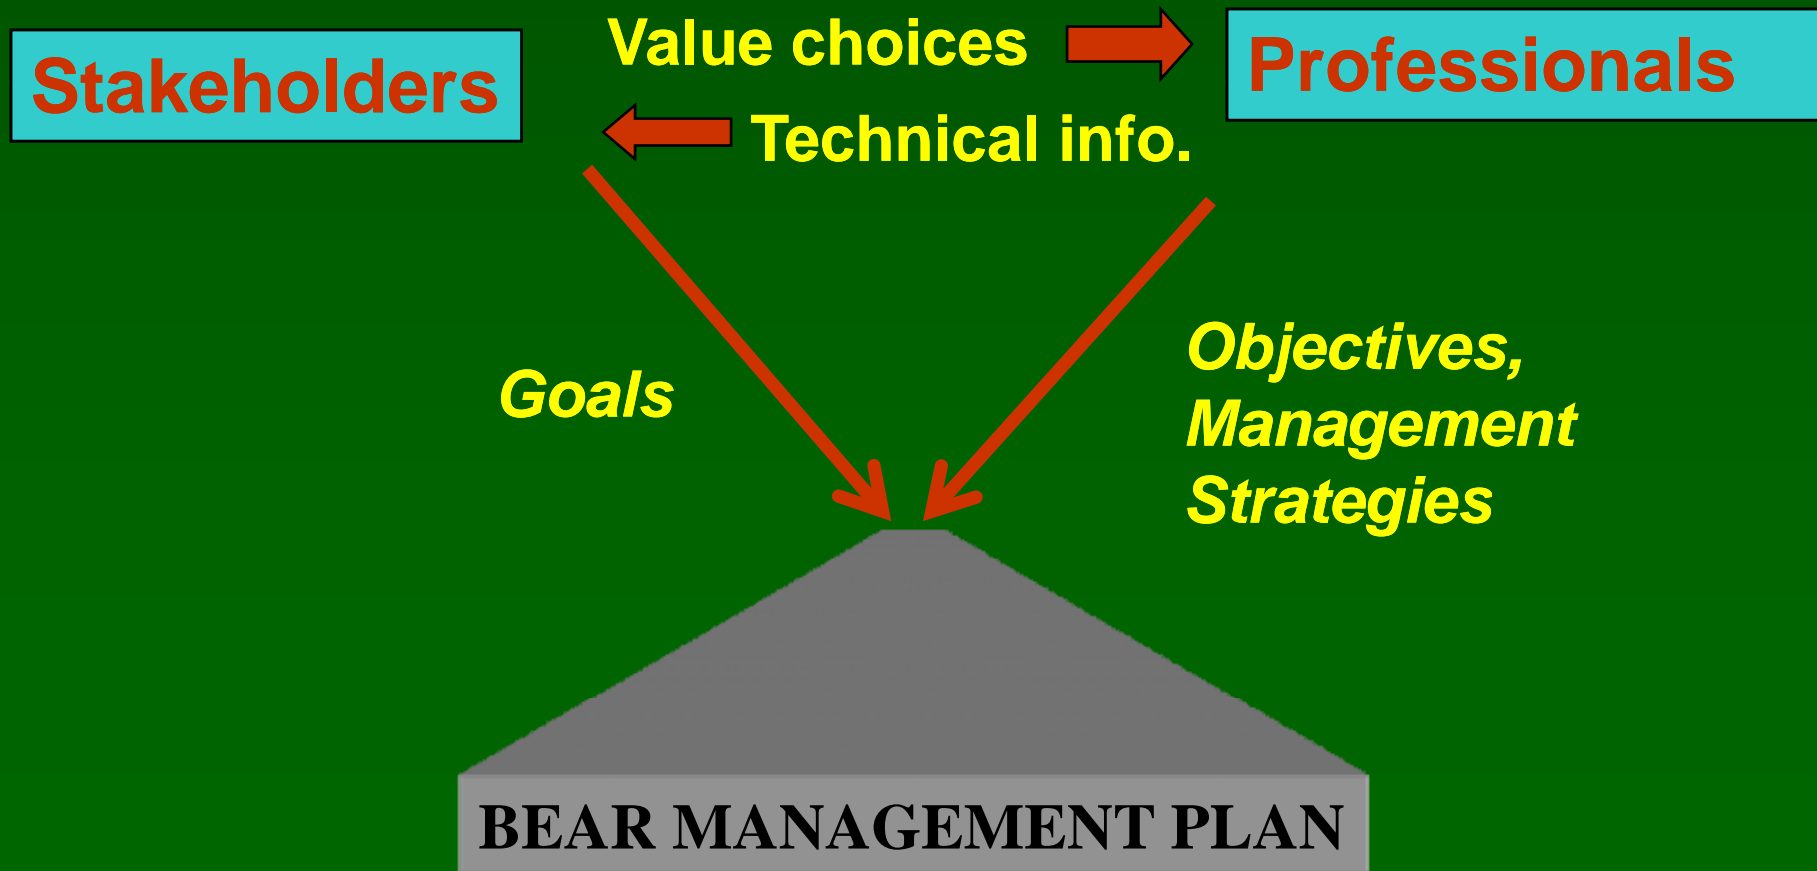 Stakeholders
Value choices
Professionals
Technical info.
Goals
Objectives,
Management
Strategies
BEAR MANAGEMENT PLAN